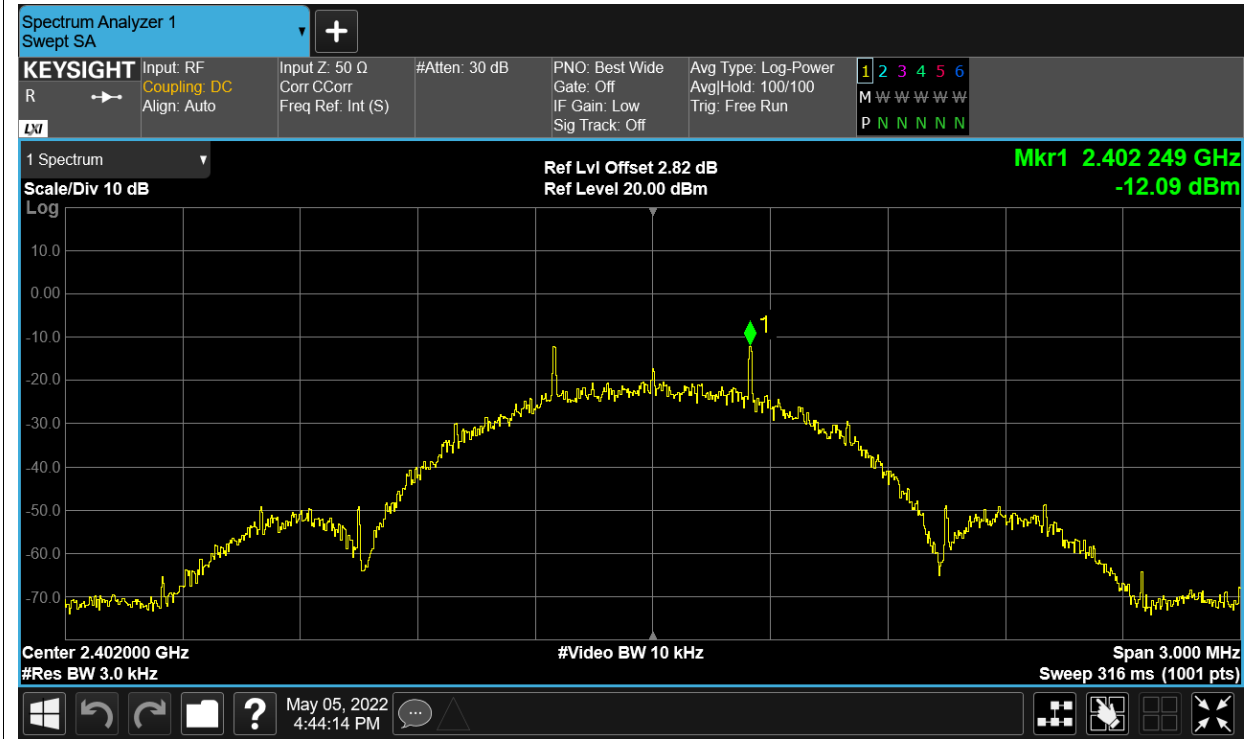 Spectrum Analyzer 1
Swept SA
+
KEYSIGHT
R
LXI
Input: RF
Coupling: DC
Align: Auto
Input Z: 50 Ω
Corr CCorr
Freq Ref: Int (S)
#Atten: 30 dB
PNO: Best Wide
Gate: Off
IF Gain: Low
Sig Track: Off
Avg Type: Log-Power
Avg|Hold: 100/100
Trig: Free Run
1 2 3 4 5 6
M W W W W W
P N N N N N
1 Spectrum
Scale/Div 10 dB
Log
Ref Lvl Offset 2.82 dB
Ref Level 20.00 dBm
Mkr1 2.402 249 GHz
-12.09 dBm
10.0
0.00
-10.0
-20.0
-30.0
-40.0
-50.0
-60.0
-70.0
1
Center 2.402000 GHz
#Res BW 3.0 kHz
#Video BW 10 kHz
Span 3.000 MHz
Sweep 316 ms (1001 pts)
?
May 05, 2022
4:44:14 PM